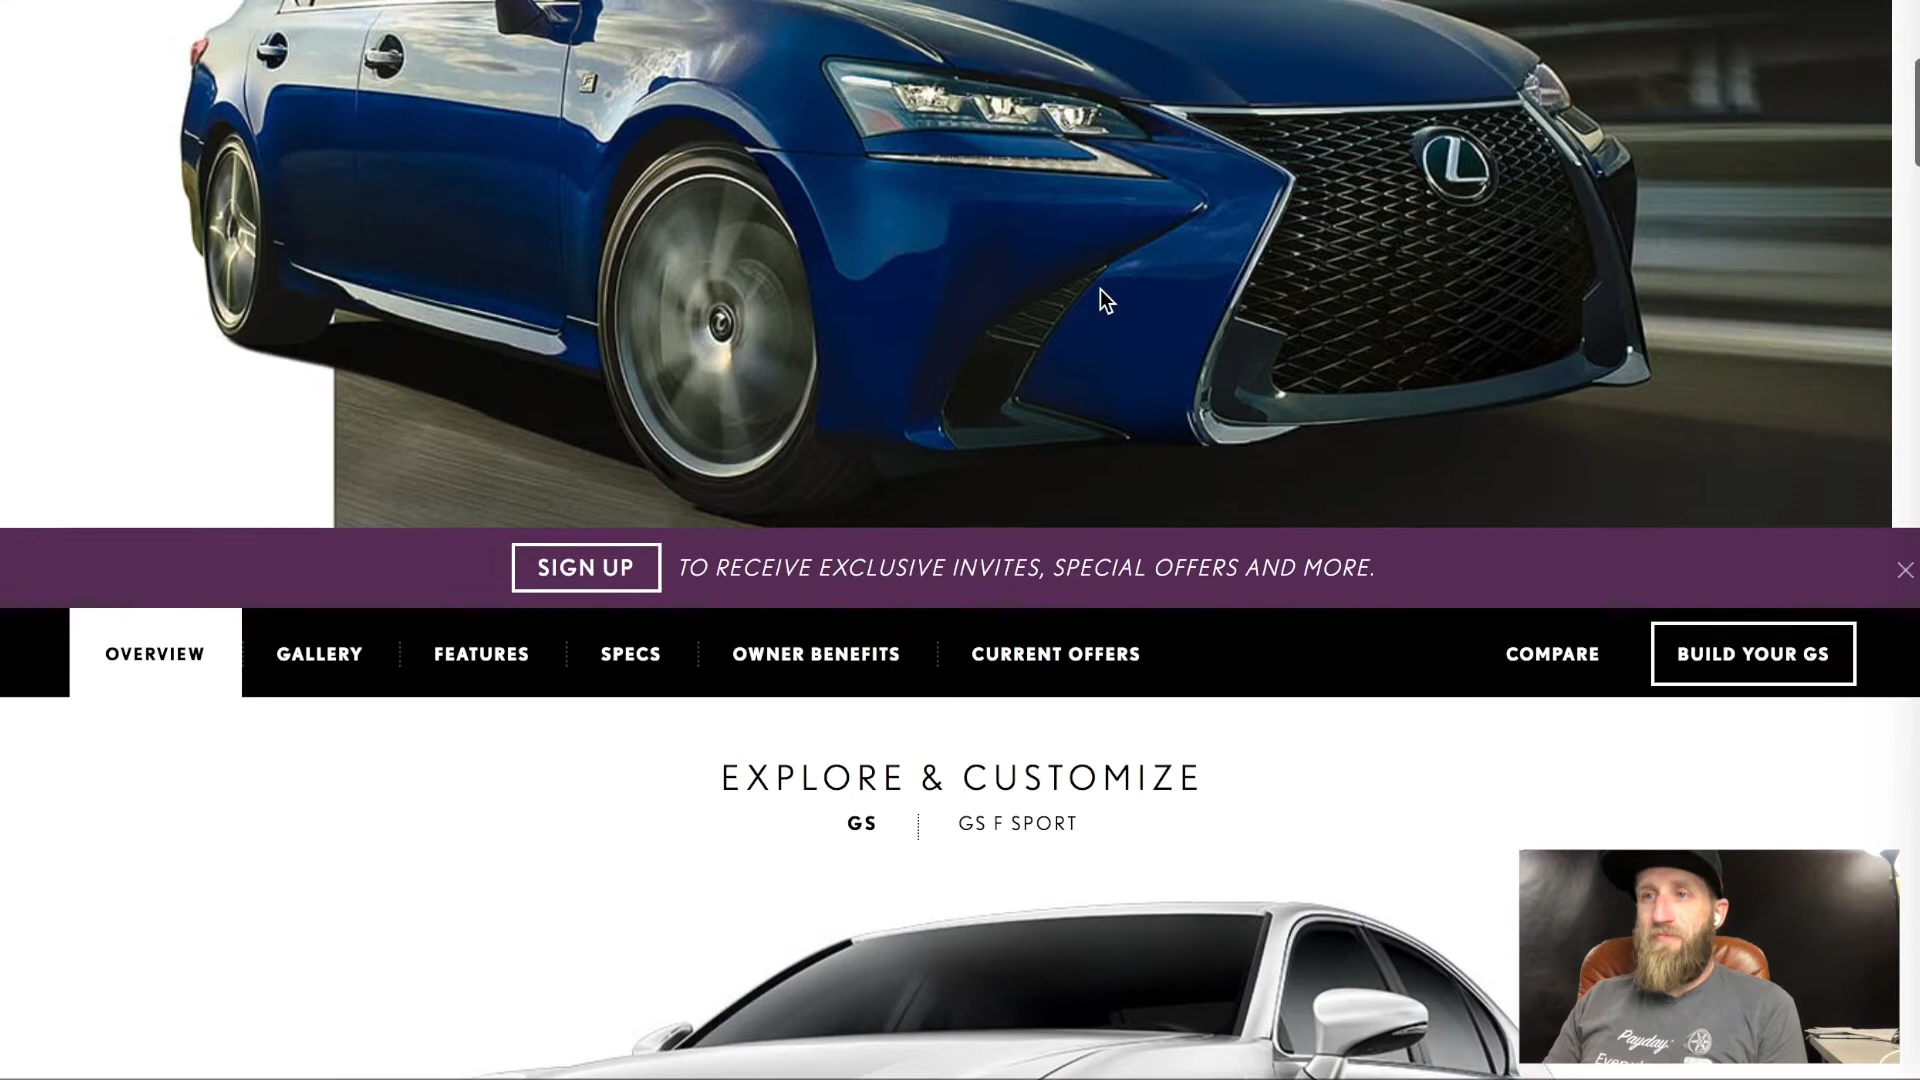 SIGN UP TO RECEIVE EXCLUSIVE INVITES, SPECIAL OFFERS AND MORE.
OVERVIEW GALLERY FEATURES SPECS OWNER BENEFITS CURRENT OFFERS COMPARE BUILD YOUR GS
EXPLORE & CUSTOMIZE
GS GS F SPORT
Payday: